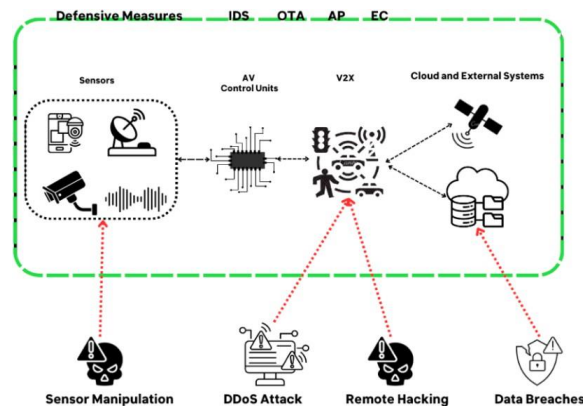 Defensive Measures IDS OTA AP EC
Sensors
AV
Control Units
V2X
Cloud and External Systems
Sensor Manipulation
DDoS Attack
Remote Hacking
Data Breaches